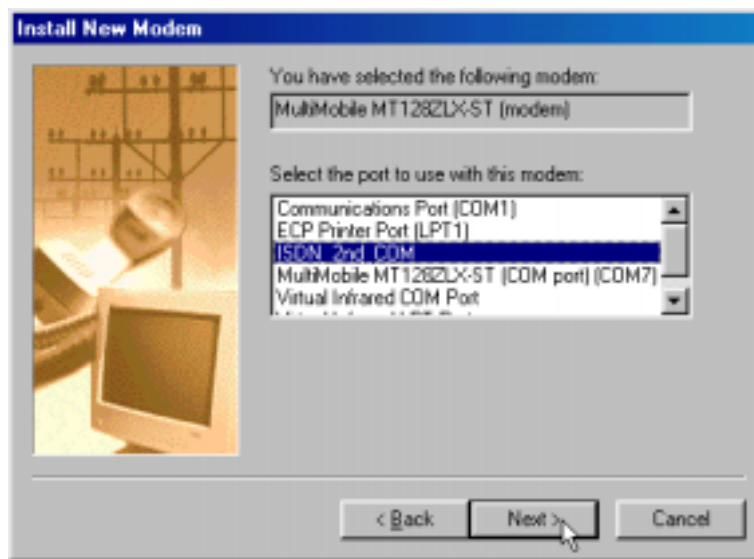 Install New Modem
You have selected the following modem:
MultiMobile MT128ZLX-ST (modem)
Select the port to use with this modem:
Communications Port (COM1)
ECP Printer Port (LPT1)
ISDN_2nd_COM
MultiMobile MT128ZLX-ST (COM port) (COM7)
Virtual Infrared COM Port
< Back
Next >
Cancel